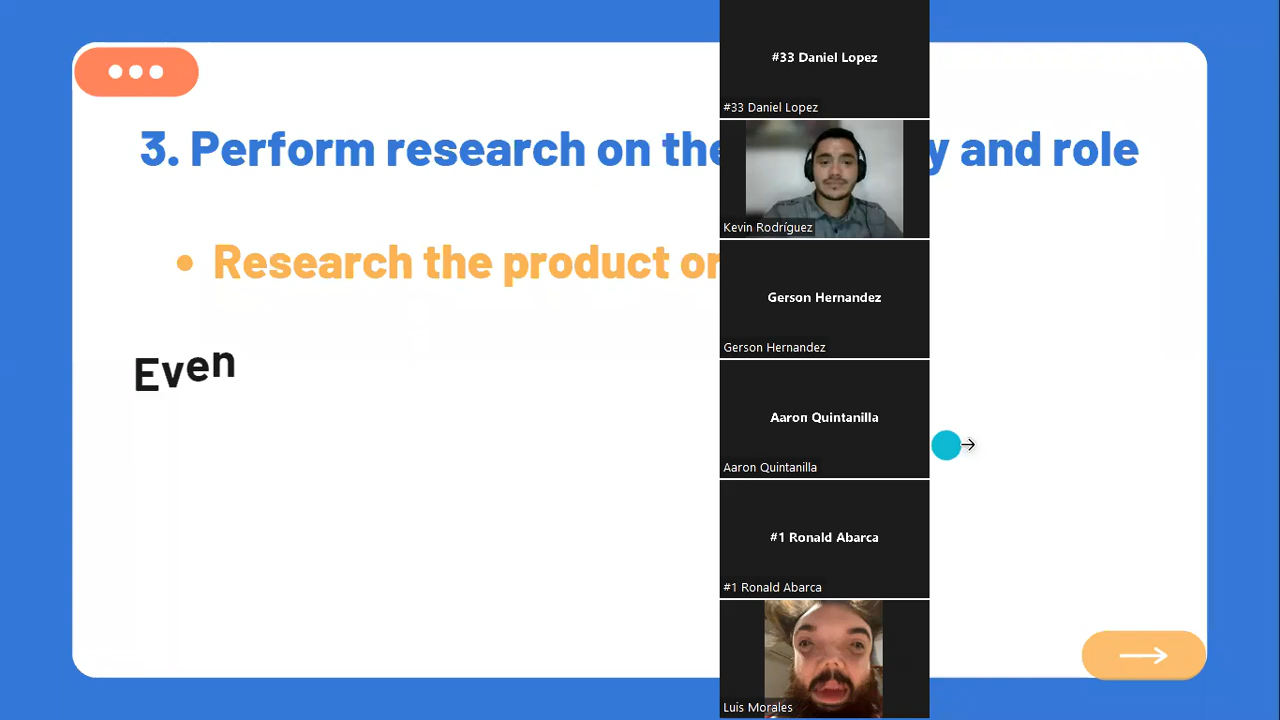 3. Perform research on the
y and role
Research the product or
Even
#33 Daniel Lopez
#33 Daniel Lopez
Kevin Rodríguez
Gerson Hernandez
Gerson Hernandez
Aaron Quintanilla
Aaron Quintanilla
#1 Ronald Abarca
#1 Ronald Abarca
Luis Morales